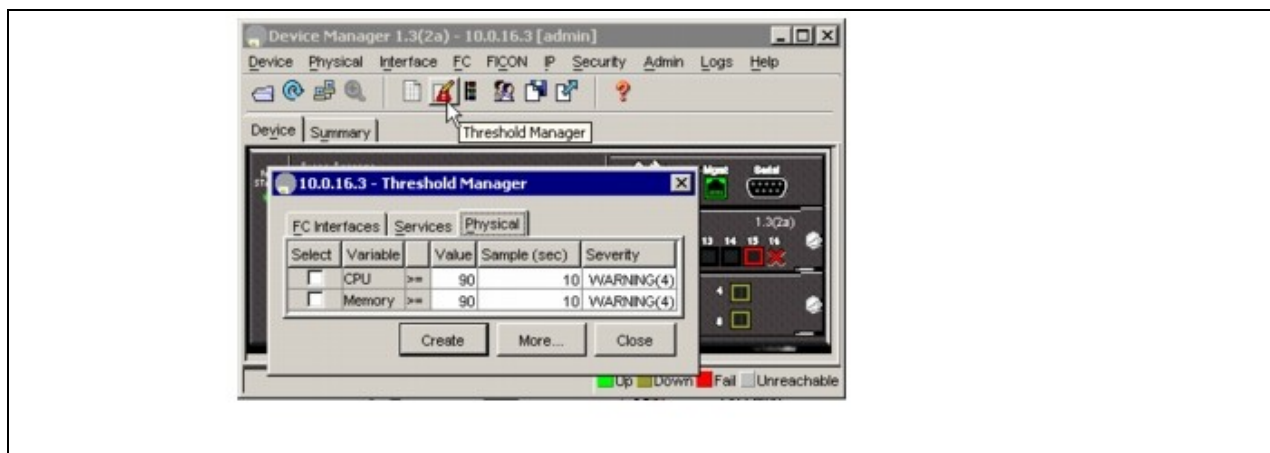 Device Manager 1.3(2a) - 10.0.16.3 [admin]
Device Physical Interface FC FICON IP Security Admin Logs Help
Threshold Manager
Device Summary
Mgmt Serial
10.0.16.3 - Threshold Manager
1.3(2a)
FC Interfaces Services Physical
13 14 15 16
Select Variable Value Sample (sec) Severity
CPU >= 90 10 WARNING(4)
Memory >= 90 10 WARNING(4)
4
8
Create More... Close
Up Down Fail Unreachable